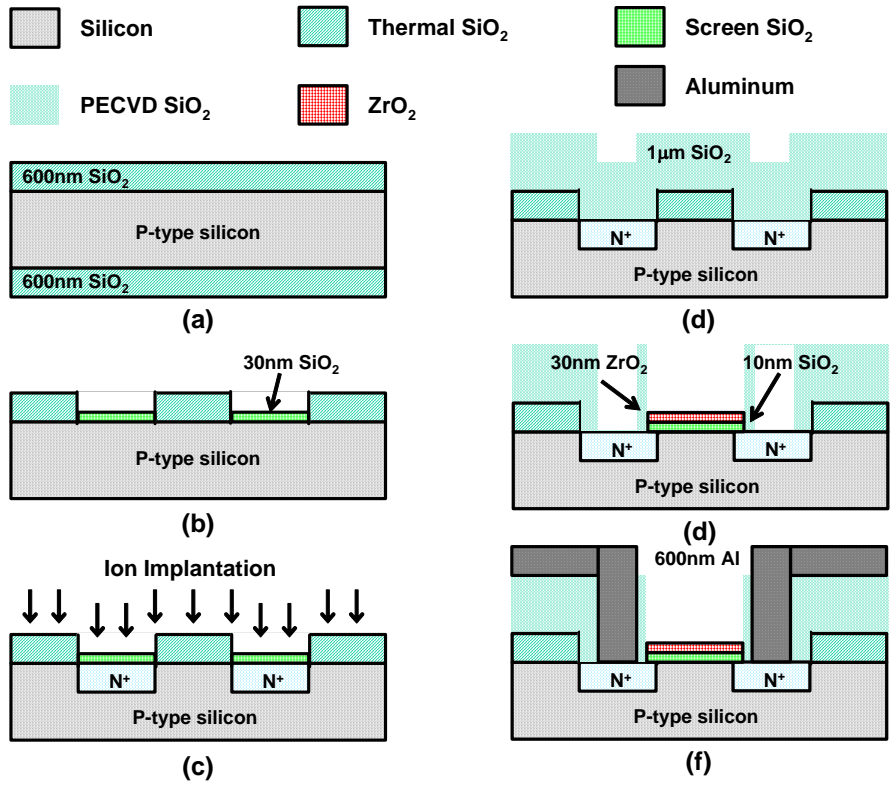 Silicon
Thermal SiO₂
Screen SiO₂
PECVD SiO₂
ZrO₂
Aluminum
600nm SiO₂
P-type silicon
600nm SiO₂
(a)
30nm SiO₂
P-type silicon
(b)
Ion Implantation
N⁺
N⁺
P-type silicon
(c)
1μm SiO₂
N⁺
N⁺
P-type silicon
(d)
30nm ZrO₂
10nm SiO₂
N⁺
N⁺
P-type silicon
(d)
600nm Al
N⁺
N⁺
P-type silicon
(f)